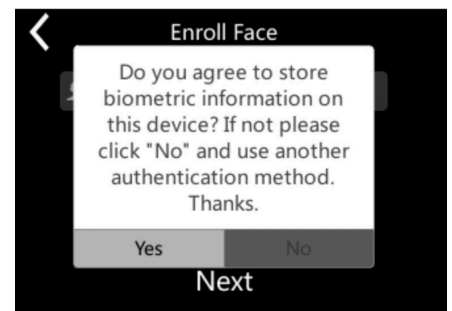 Enroll Face
Do you agree to store
biometric information on
this device? If not please
click "No" and use another
authentication method.
Thanks.
Yes No
Next